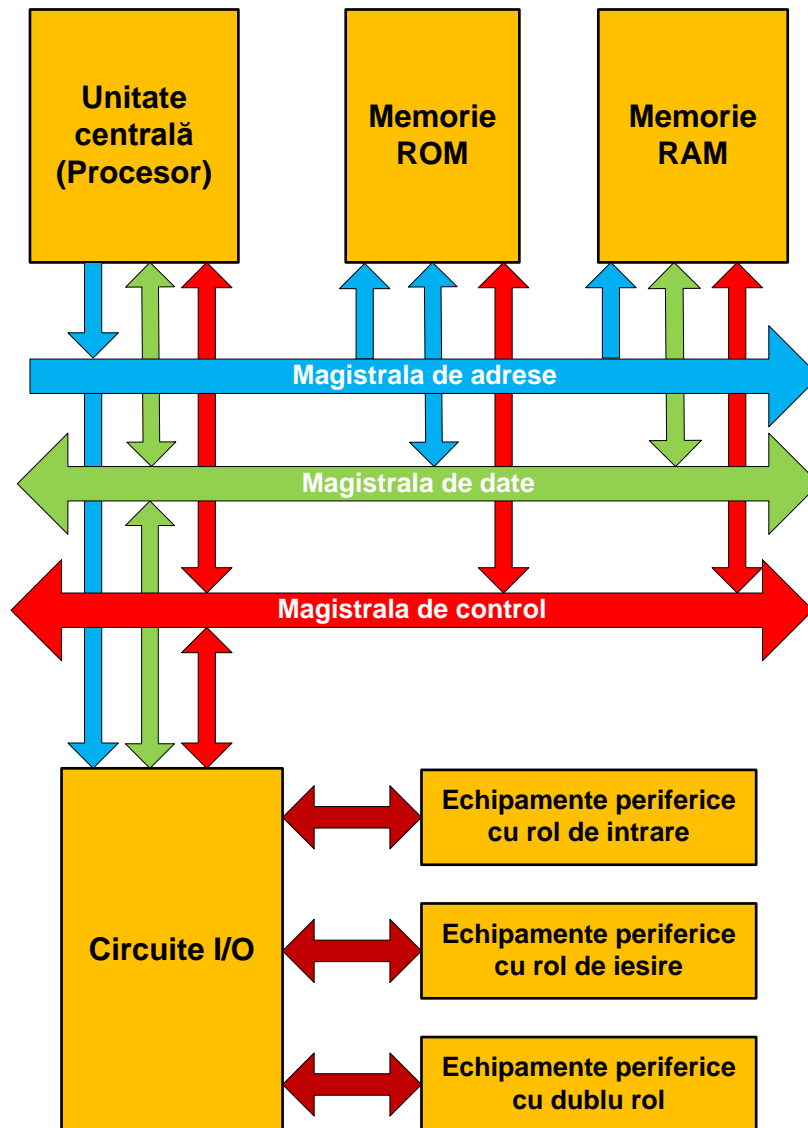 Unitate
centrală
(Procesor)
Memorie
ROM
Memorie
RAM
Magistrala de adrese
Magistrala de date
Magistrala de control
Circuite I/O
Echipamente periferice
cu rol de intrare
Echipamente periferice
cu rol de iesire
Echipamente periferice
cu dublu rol